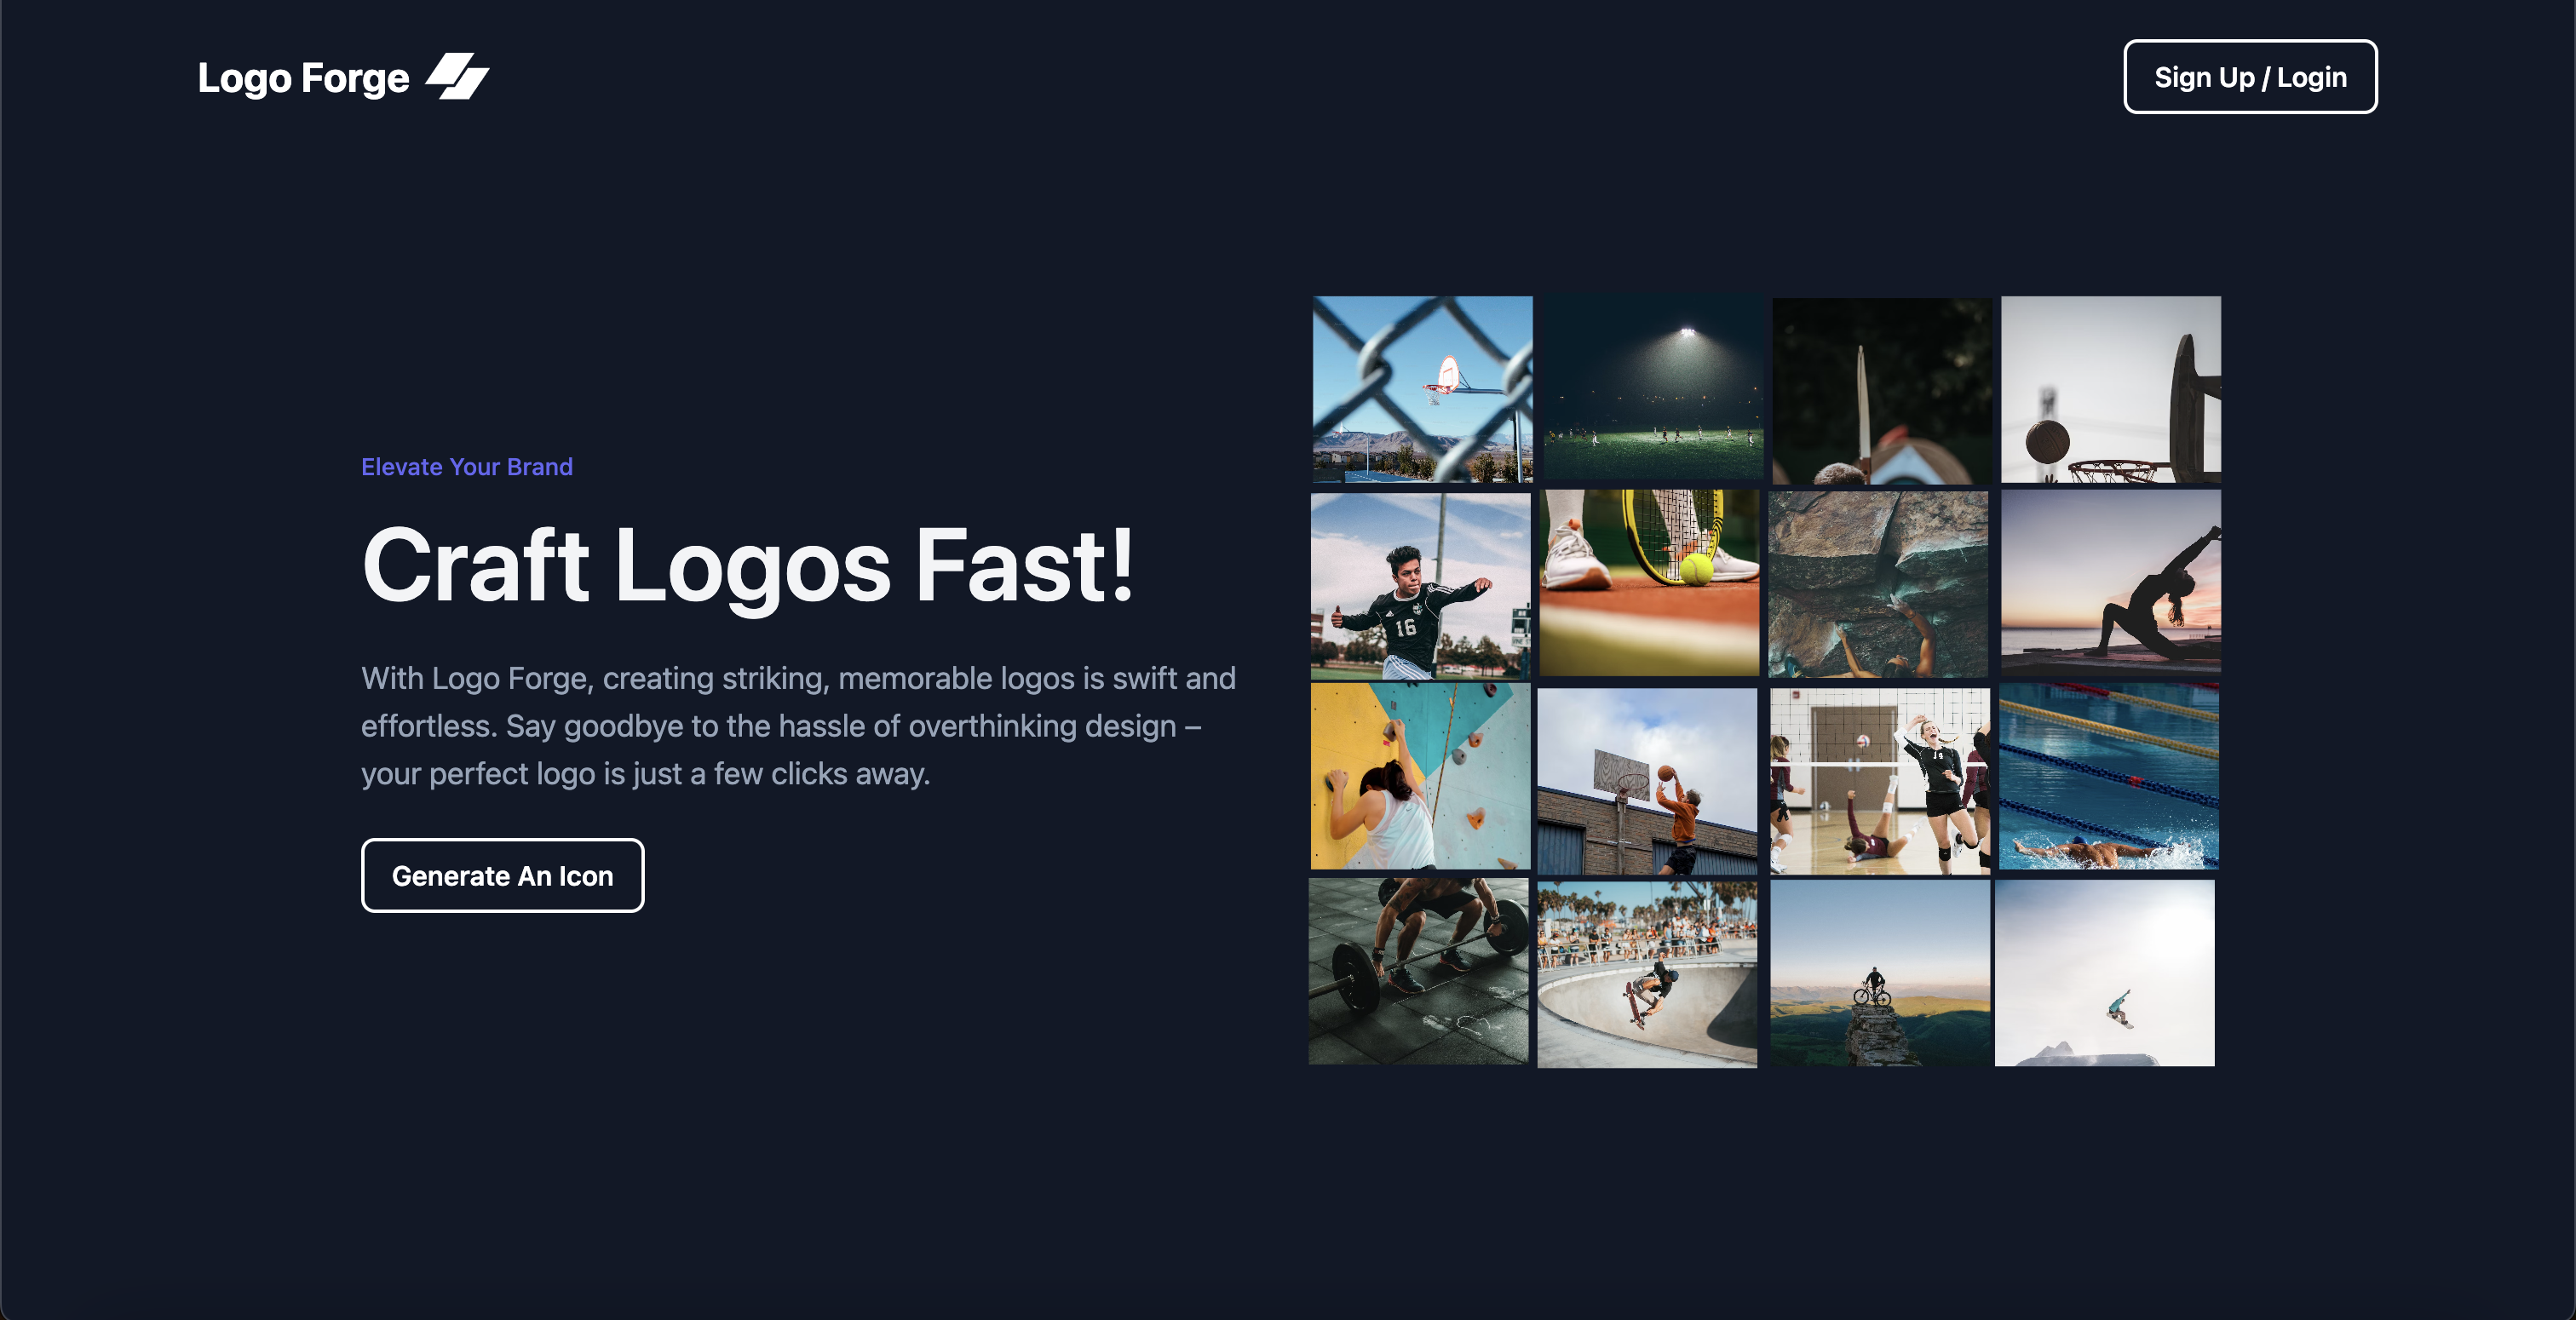 Logo Forge
Sign Up / Login
Elevate Your Brand
Craft Logos Fast!
With Logo Forge, creating striking, memorable logos is swift and
effortless. Say goodbye to the hassle of overthinking design –
your perfect logo is just a few clicks away.
Generate An Icon
16